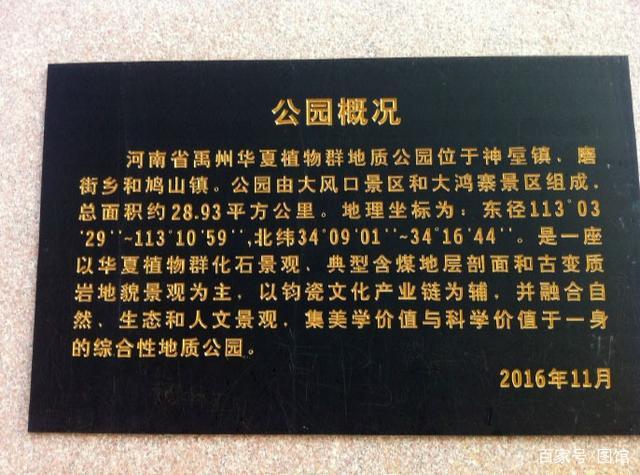 公园概况
河南省禹州华夏植物群地质公园位于神垕镇、磨
街乡和鸠山镇。公园由大风口景区和大鸿寨景区组成,
总面积约28.93平方公里。地理坐标为：东径113°03
′29″~113°10′59″,北纬34°09′01″~34°16′44″。是一座
以华夏植物群化石景观、典型含煤地层剖面和古变质
岩地貌景观为主，以钧瓷文化产业链为辅，并融合自
然、生态和人文景观，集美学价值与科学价值于一身
的综合性地质公园。
2016年11月
百家号/图馆